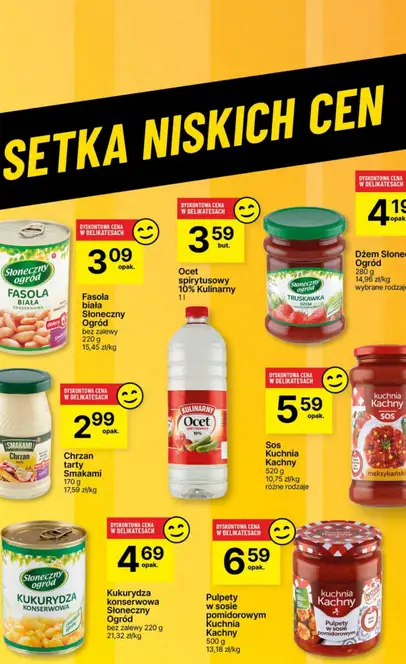 SETKA NISKICH CEN
DYSKONTOWA CENA
W DELIKATESACH
3 09
opak.
Fasola
biała
Słoneczny
Ogród
bez zalewy
220 g
15,45 zł/kg
Słoneczny
ogród
FASOLA
BIAŁA
KONSERWOWA
DYSKONTOWA CENA
W DELIKATESACH
3 59
but.
Ocet
spirytusowy
10% Kulinarny
1 l
KULINARNY
Ocet
spirytusowy
10%
DYSKONTOWA CENA
W DELIKATESACH
4 19
opak.
Dżem Słone
Ogród
280 g
14,96 zł/kg
wybrane rodzaje
Słoneczny
ogród
TRUSKAWKA
DŻEM
DYSKONTOWA CENA
W DELIKATESACH
2 99
opak.
Chrzan
tarty
Smakami
170 g
17,59 zł/kg
SMAKAMI
Chrzan
tarty
DYSKONTOWA CENA
W DELIKATESACH
5 59
opak.
Sos
Kuchnia
Kachny
520 g
10,75 zł/kg
różne rodzaje
kuchnia
Kachny
SOS
meksykański
DYSKONTOWA CENA
W DELIKATESACH
4 69
opak.
Kukurydza
konserwowa
Słoneczny
Ogród
bez zalewy 220 g
21,32 zł/kg
Słoneczny
ogród
KUKURYDZA
KONSERWOWA
DYSKONTOWA CENA
W DELIKATESACH
6 59
opak.
Pulpety
w sosie
pomidorowym
Kuchnia
Kachny
500 g
13,18 zł/kg
kuchnia
Kachny
Pulpety
w sosie
pomidorowym